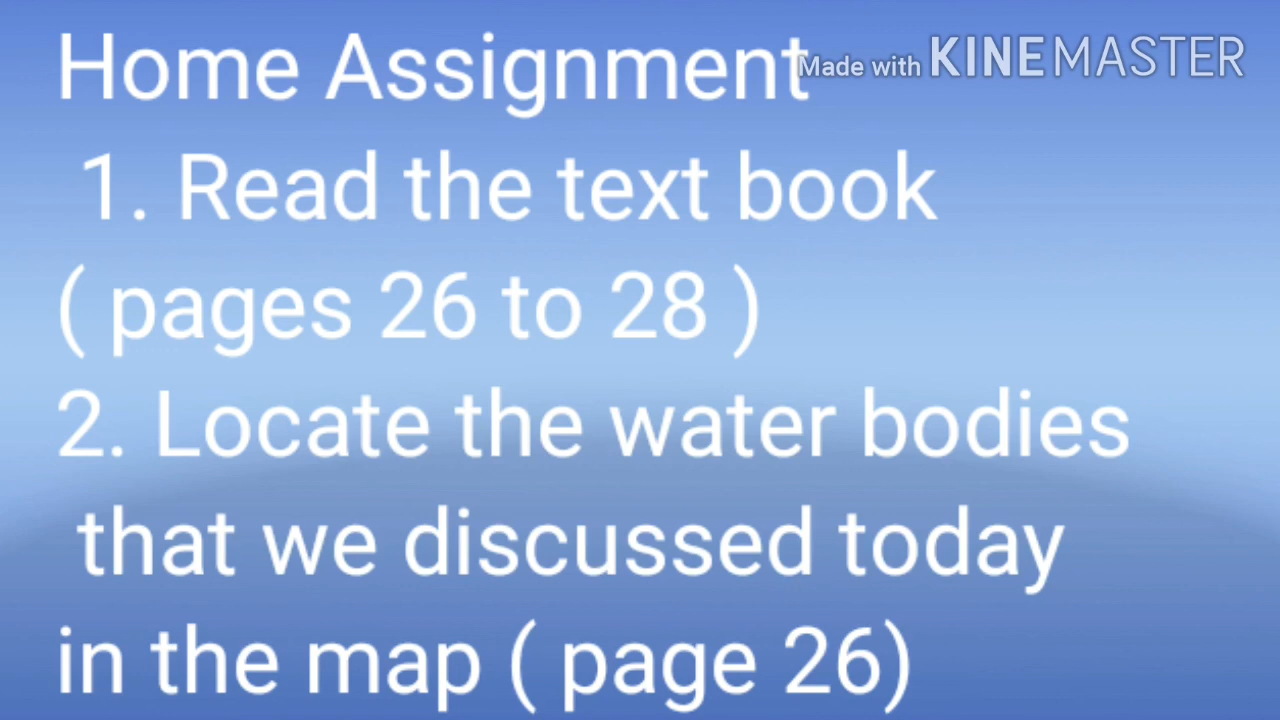 Home Assignment
Made with KINEMASTER
1. Read the text book
( pages 26 to 28 )
2. Locate the water bodies
that we discussed today
in the map ( page 26)